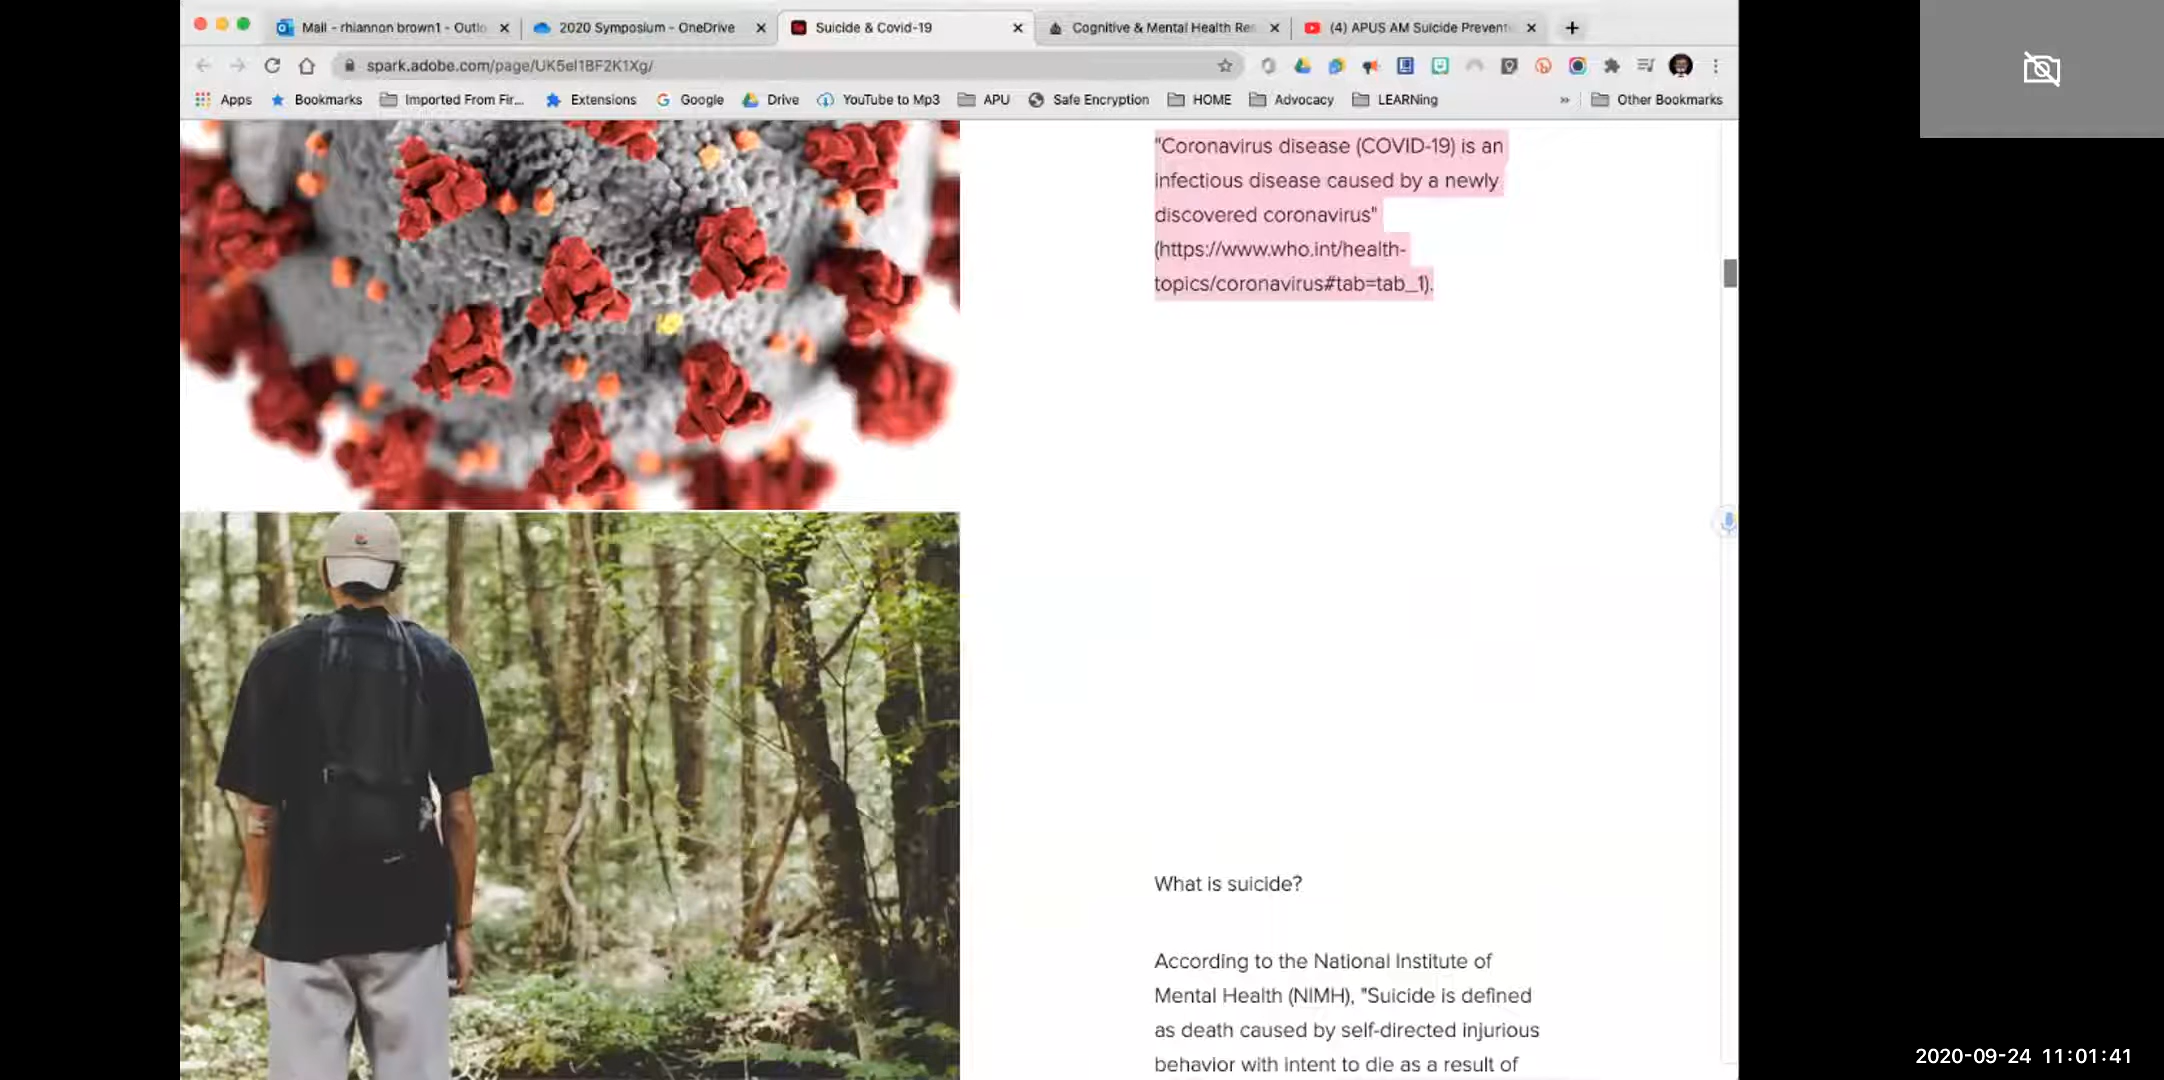 Mail - rhiannon brown1 - Outlo
2020 Symposium - OneDrive
Suicide & Covid-19
Cognitive & Mental Health Re
(4) APUS AM Suicide Preventi
spark.adobe.com/page/UK5el1BF2K1Xg/
Apps
Bookmarks
Imported From Fir...
Extensions
Google
Drive
YouTube to Mp3
APU
Safe Encryption
HOME
Advocacy
LEARNing
»
Other Bookmarks
"Coronavirus disease (COVID-19) is an
infectious disease caused by a newly
discovered coronavirus"
(https://www.who.int/health-
topics/coronavirus#tab=tab_1).
What is suicide?
According to the National Institute of
Mental Health (NIMH), "Suicide is defined
as death caused by self-directed injurious
behavior with intent to die as a result of
2020-09-24 11:01:41